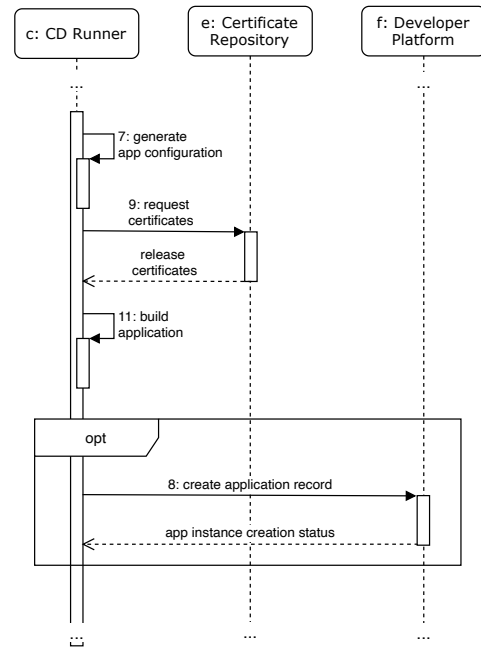 c: CD Runner
e: Certificate
Repository
f: Developer
Platform
...
...
...
7: generate
app configuration
9: request
certificates
release
certificates
11: build
application
opt
8: create application record
app instance creation status
...
...
...